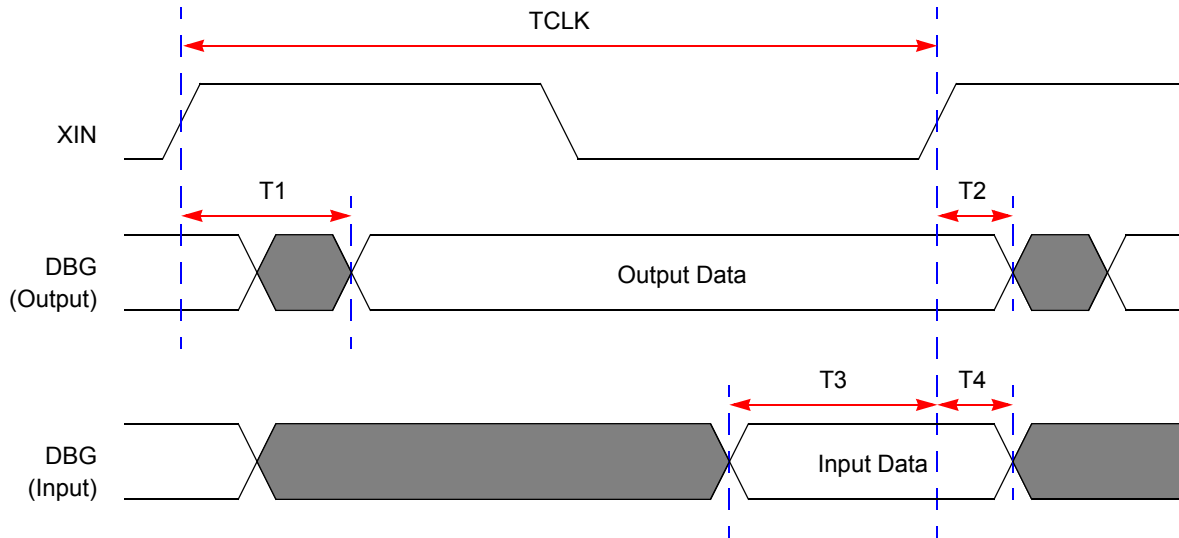 TCLK
XIN
T1
T2
DBG
(Output)
Output Data
T3
T4
DBG
(Input)
Input Data